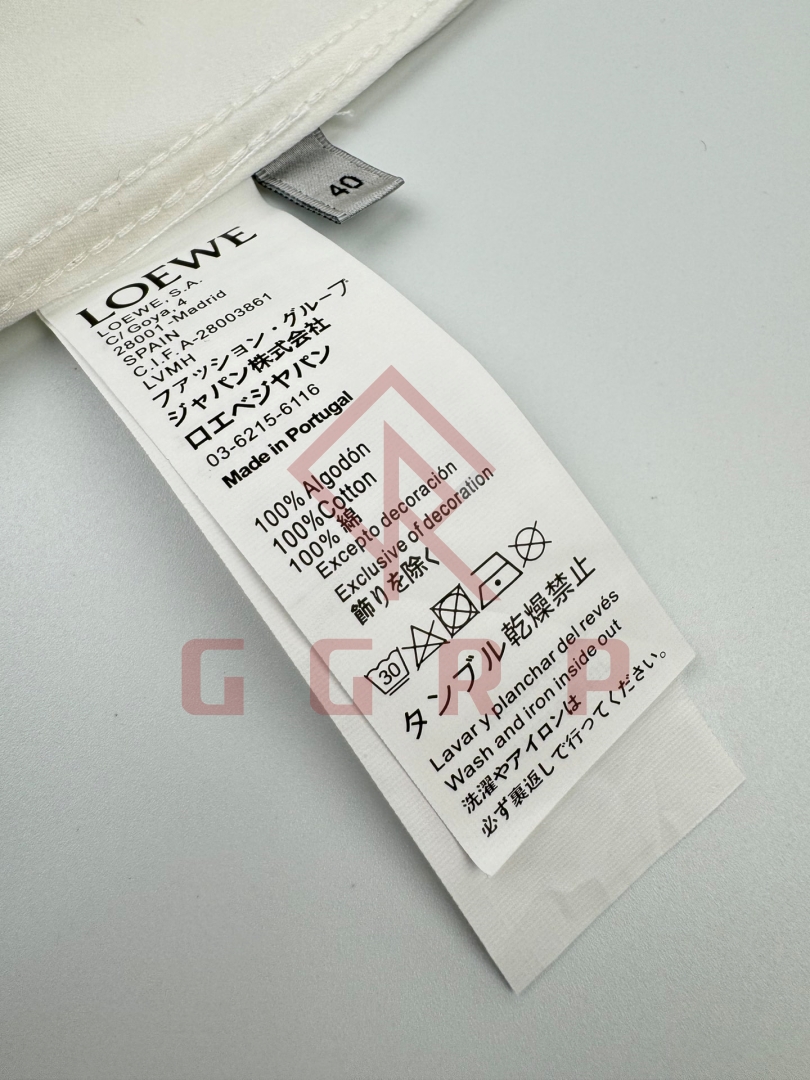 40
LOEWE
LOEWE, S.A.
C/ Goya, 4
28001 -Madrid
SPAIN
C.I.F. A-28003861
LVMH
ファッション・グループ
ジャパン株式会社
ロエベジャパン
03-6215-6116
Made in Portugal
100% Algodón
100%Cotton
100% 綿
Excepto decoración
Exclusive of decoration
飾りを除く
30
タンブル乾燥禁止
Lavar y planchar del revés
Wash and iron inside out
洗濯やアイロンは
必ず裏返しで行ってください。
GGRP